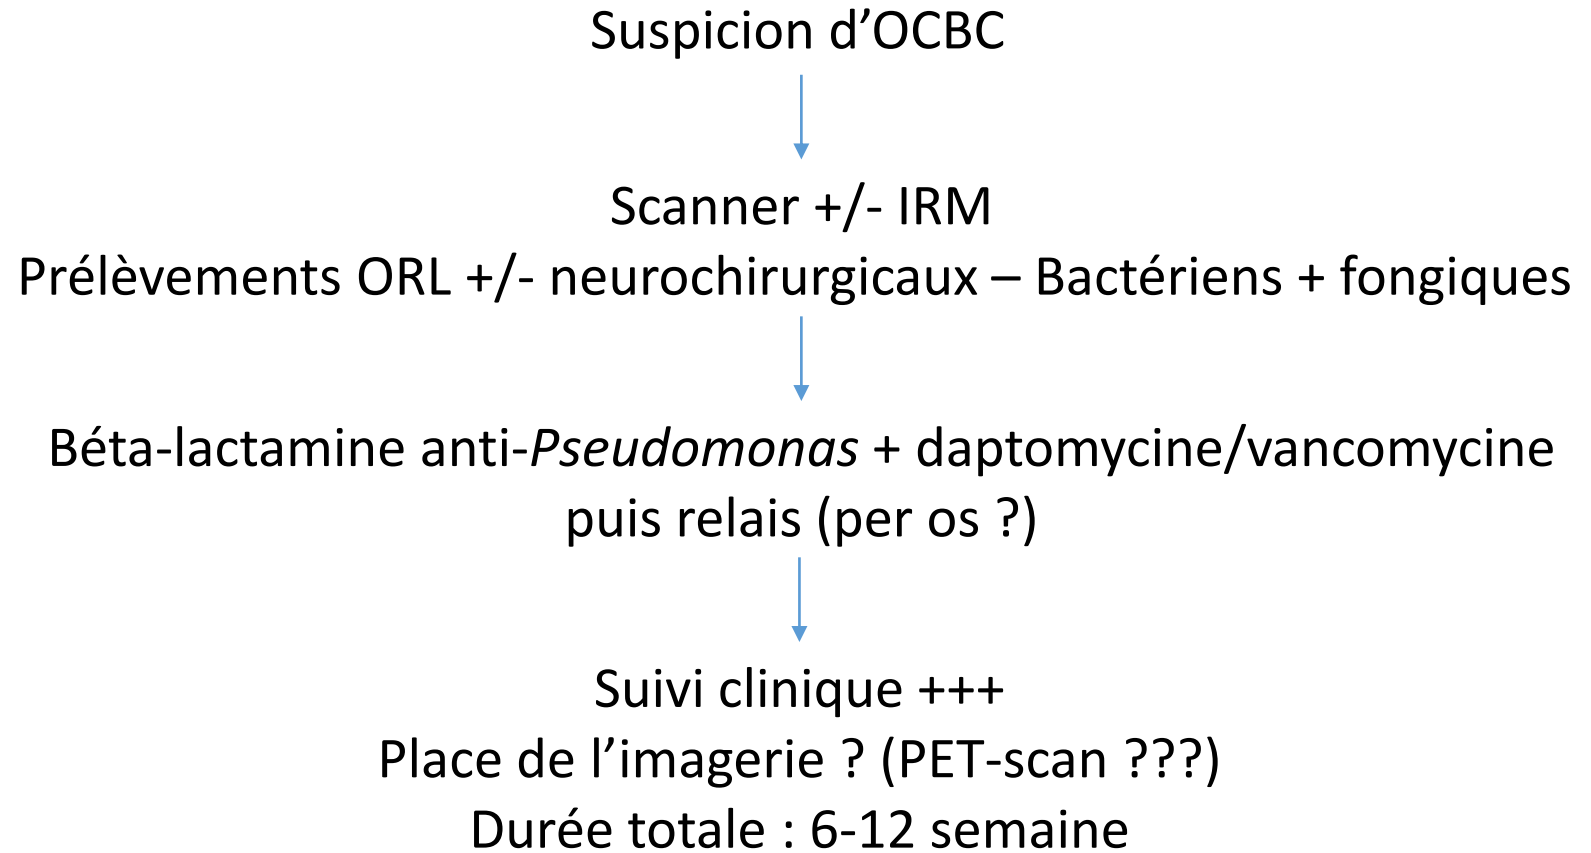 Suspicion d’OCBC
Scanner +/- IRM
Prélèvements ORL +/- neurochirurgicaux – Bactériens + fongiques
Béta-lactamine anti-Pseudomonas + daptomycine/vancomycine
puis relais (per os ?)
Suivi clinique +++
Place de l’imagerie ? (PET-scan ???)
Durée totale : 6-12 semaine